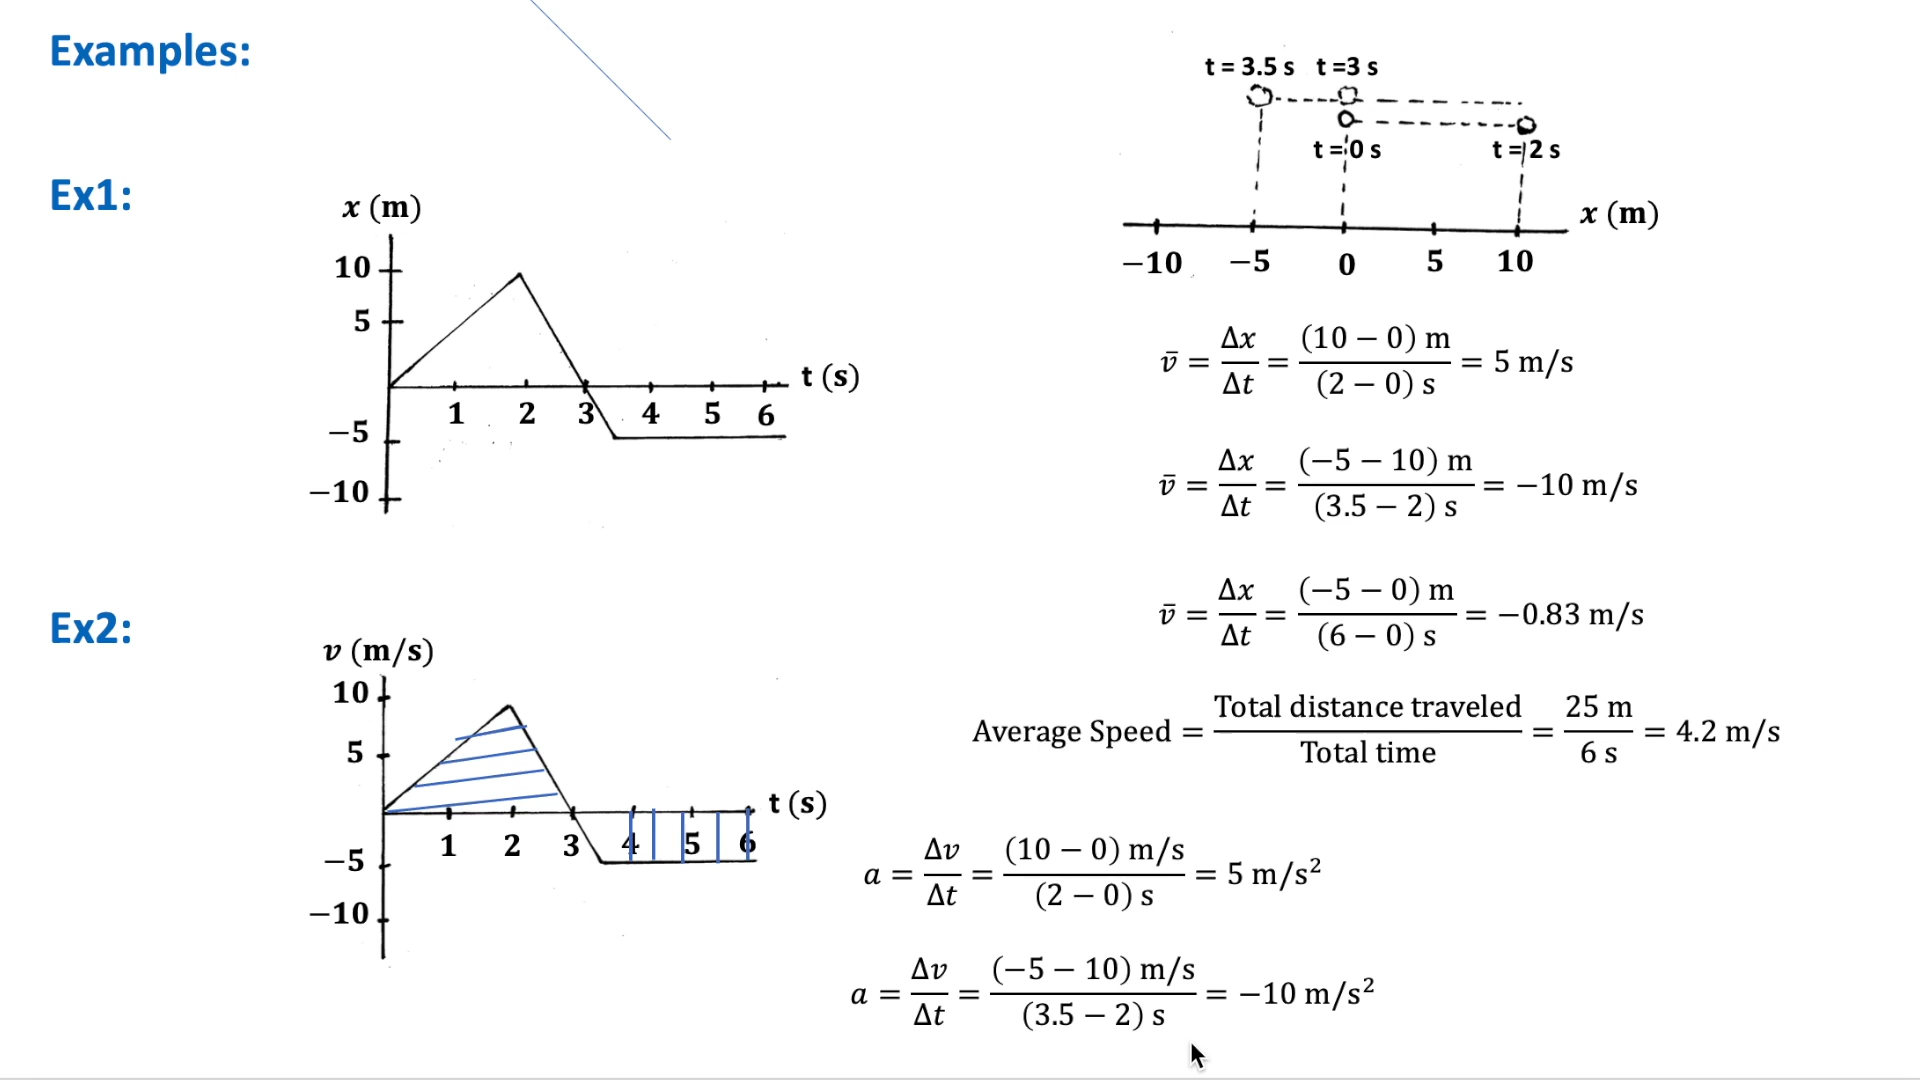 Examples:
t = 3.5 s t =3 s
t = 0 s t = 2 s
x (m)
−10 −5 0 5 10
Ex1:
x (m)
10
5
t (s)
1 2 3 4 5 6
−5
−10
v̄ = Δx/Δt = (10 − 0) m/(2 − 0) s = 5 m/s
v̄ = Δx/Δt = (−5 − 10) m/(3.5 − 2) s = −10 m/s
v̄ = Δx/Δt = (−5 − 0) m/(6 − 0) s = −0.83 m/s
Average Speed = Total distance traveled/Total time = 25 m/6 s = 4.2 m/s
Ex2:
v (m/s)
10
5
t (s)
1 2 3 4 5 6
−5
−10
a = Δv/Δt = (10 − 0) m/s/(2 − 0) s = 5 m/s²
a = Δv/Δt = (−5 − 10) m/s/(3.5 − 2) s = −10 m/s²